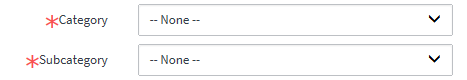 *Category -- None --
*Subcategory -- None --